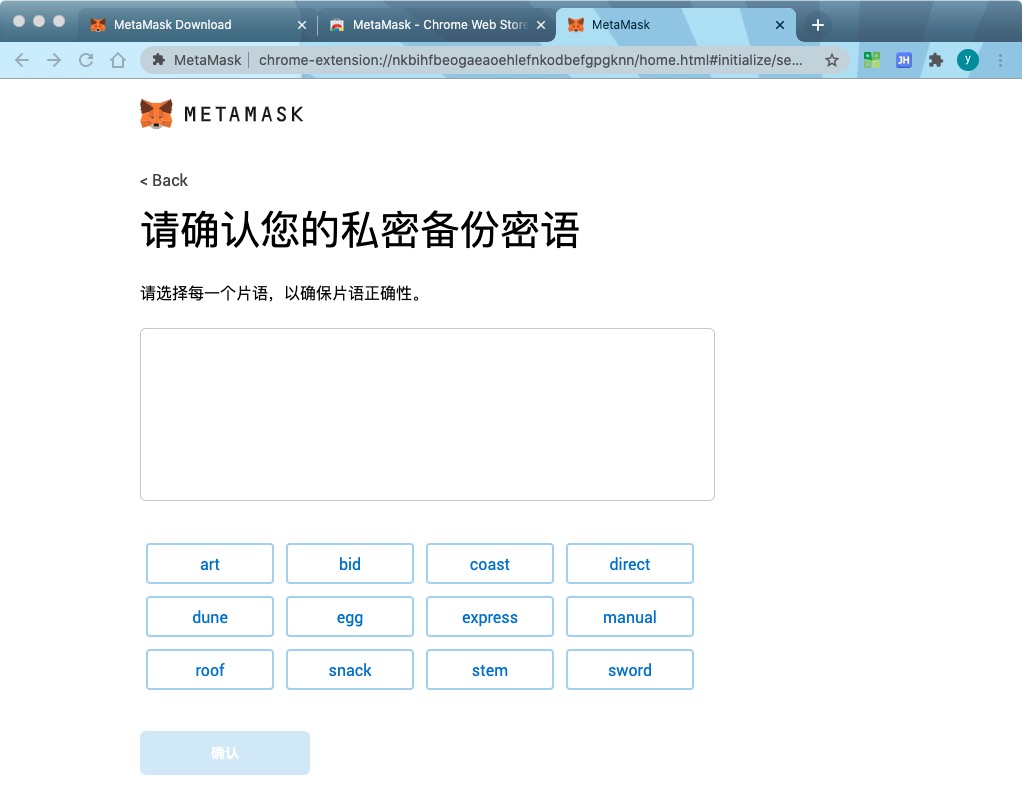 MetaMask Download
MetaMask - Chrome Web Store
MetaMask
MetaMask
chrome-extension://nkbihfbeogaeaoehlefnkodbefgpgknn/home.html#initialize/se...
JH
y
METAMASK
< Back
请确认您的私密备份密语
请选择每一个片语，以确保片语正确性。
art bid coast direct
dune egg express manual
roof snack stem sword
确认